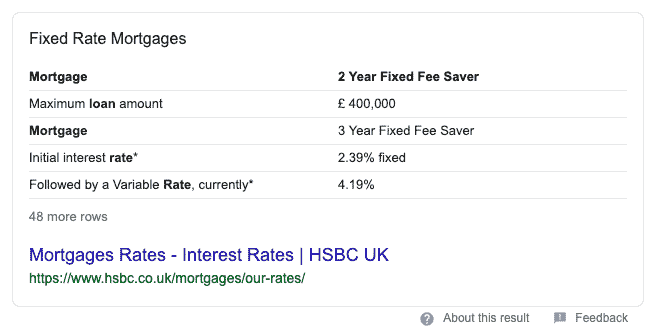 Fixed Rate Mortgages
Mortgage 2 Year Fixed Fee Saver
Maximum loan amount £ 400,000
Mortgage 3 Year Fixed Fee Saver
Initial interest rate* 2.39% fixed
Followed by a Variable Rate, currently* 4.19%
48 more rows
Mortgages Rates - Interest Rates | HSBC UK
https://www.hsbc.co.uk/mortgages/our-rates/
About this result Feedback